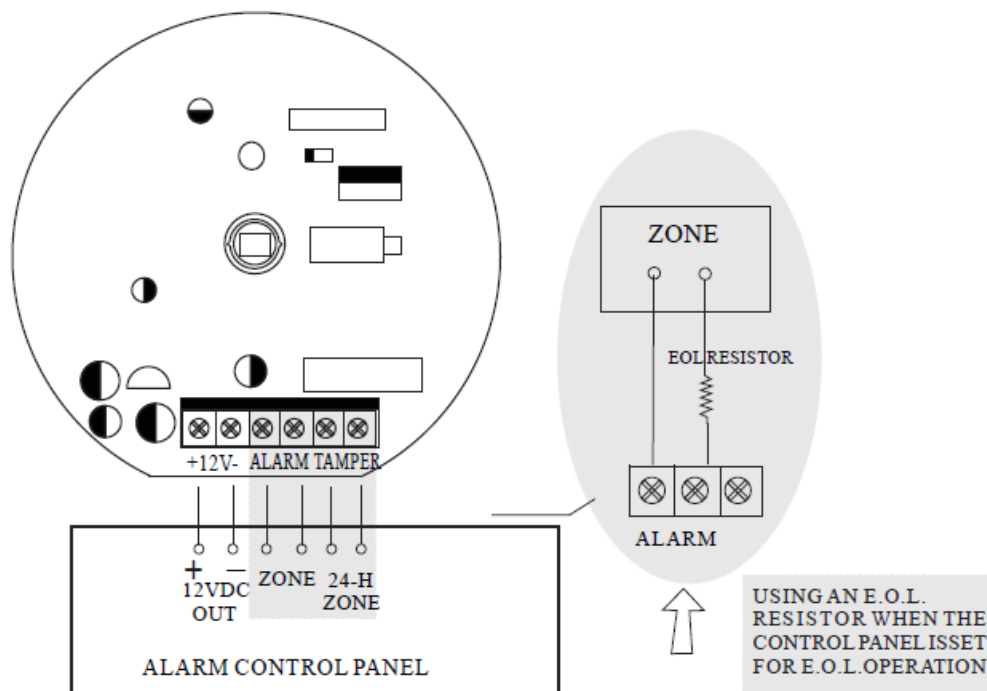 ZONE
EOL RESISTOR
+12V- ALARM TAMPER
ALARM
+ −
12VDC
OUT
ZONE
24-H
ZONE
ALARM CONTROL PANEL
USING AN E.O.L.
RESISTOR WHEN THE
CONTROL PANEL ISSET
FOR E.O.L.OPERATION